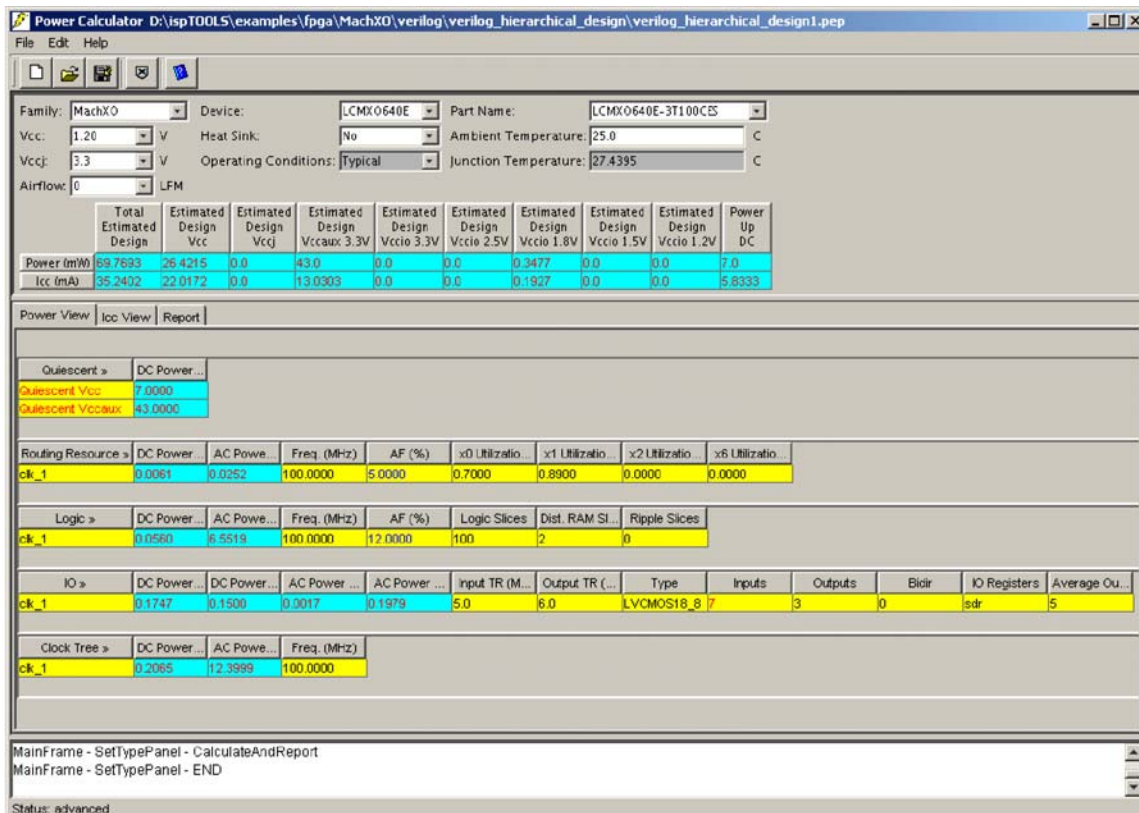 Power Calculator D:\ispTOOLS\examples\fpga\MachXO\verilog\verilog_hierarchical_design\verilog_hierarchical_design1.pep
File Edit Help
Family: MachXO Device: LCMXO640E Part Name: LCMXO640E-3T100CES
Vcc: 1.20 V Heat Sink: No Ambient Temperature: 25.0 C
Vccj: 3.3 V Operating Conditions: Typical Junction Temperature: 27.4395 C
Airflow: 0 LFM
Total Estimated Design Estimated Design Vcc Estimated Design Vccj Estimated Design Vccaux 3.3V Estimated Design Vccio 3.3V Estimated Design Vccio 2.5V Estimated Design Vccio 1.8V Estimated Design Vccio 1.5V Estimated Design Vccio 1.2V Power Up DC
Power (mW) 69.7693 26.4215 0.0 43.0 0.0 0.0 0.3477 0.0 0.0 7.0
Icc (mA) 35.2402 22.0172 0.0 13.0303 0.0 0.0 0.1927 0.0 0.0 5.8333
Power View Icc View Report
Quiescent » DC Power...
Quiescent Vcc 7.0000
Quiescent Vccaux 43.0000
Routing Resource » DC Power... AC Powe... Freq. (MHz) AF (%) x0 Utilizatio... x1 Utilizatio... x2 Utilizatio... x6 Utilizatio...
clk_1 0.0061 0.0252 100.0000 5.0000 0.7000 0.8900 0.0000 0.0000
Logic » DC Power... AC Powe... Freq. (MHz) AF (%) Logic Slices Dist. RAM Sl... Ripple Slices
clk_1 0.0560 6.5519 100.0000 12.0000 100 2 0
IO » DC Power... DC Power... AC Power ... AC Power ... Input TR (M... Output TR (... Type Inputs Outputs Bidir IO Registers Average Ou...
clk_1 0.1747 0.1500 0.0017 0.1979 5.0 6.0 LVCMOS18_8 7 3 0 sdr 5
Clock Tree » DC Power... AC Powe... Freq. (MHz)
clk_1 0.2065 12.3999 100.0000
MainFrame - SetTypePanel - CalculateAndReport
MainFrame - SetTypePanel - END
Status: advanced